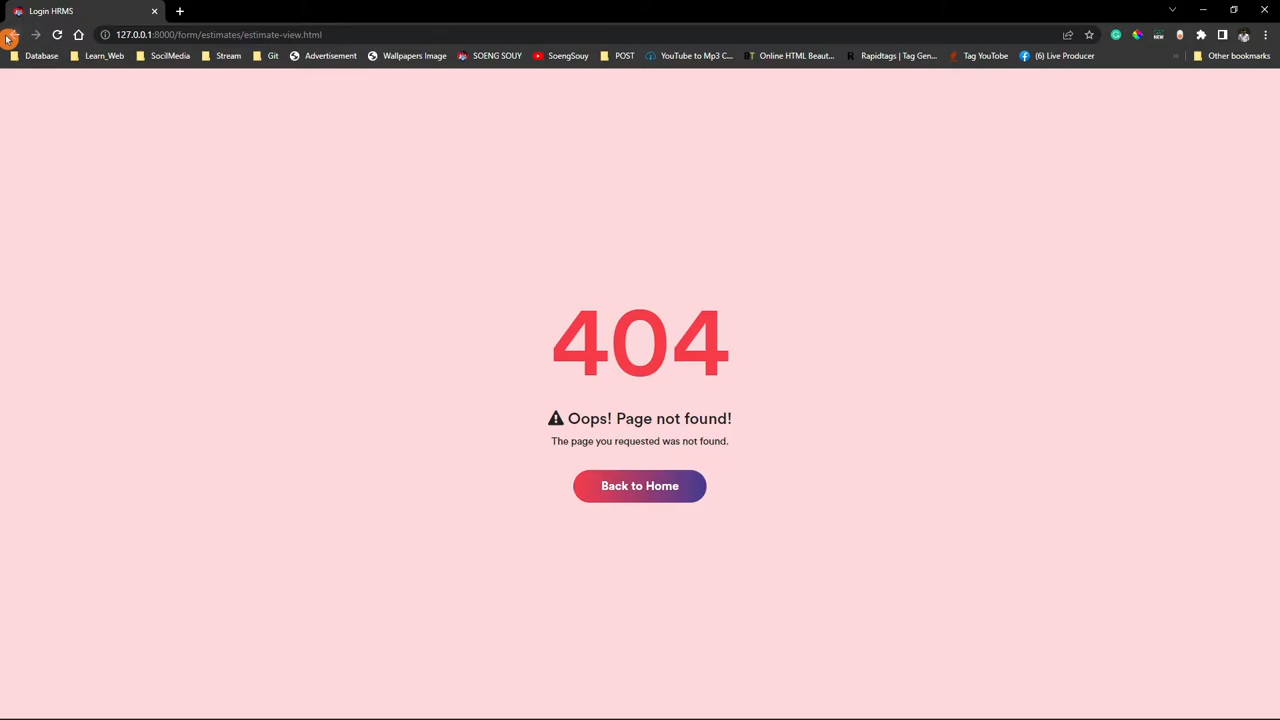 Login HRMS
127.0.0.1:8000/form/estimates/estimate-view.html
Database Learn_Web SocilMedia Stream Git Advertisement Wallpapers Image SOENG SOUY SoengSouy POST YouTube to Mp3 C... Online HTML Beaut... Rapidtags | Tag Gen... Tag YouTube (6) Live Producer » Other bookmarks
404
Oops! Page not found!
The page you requested was not found.
Back to Home